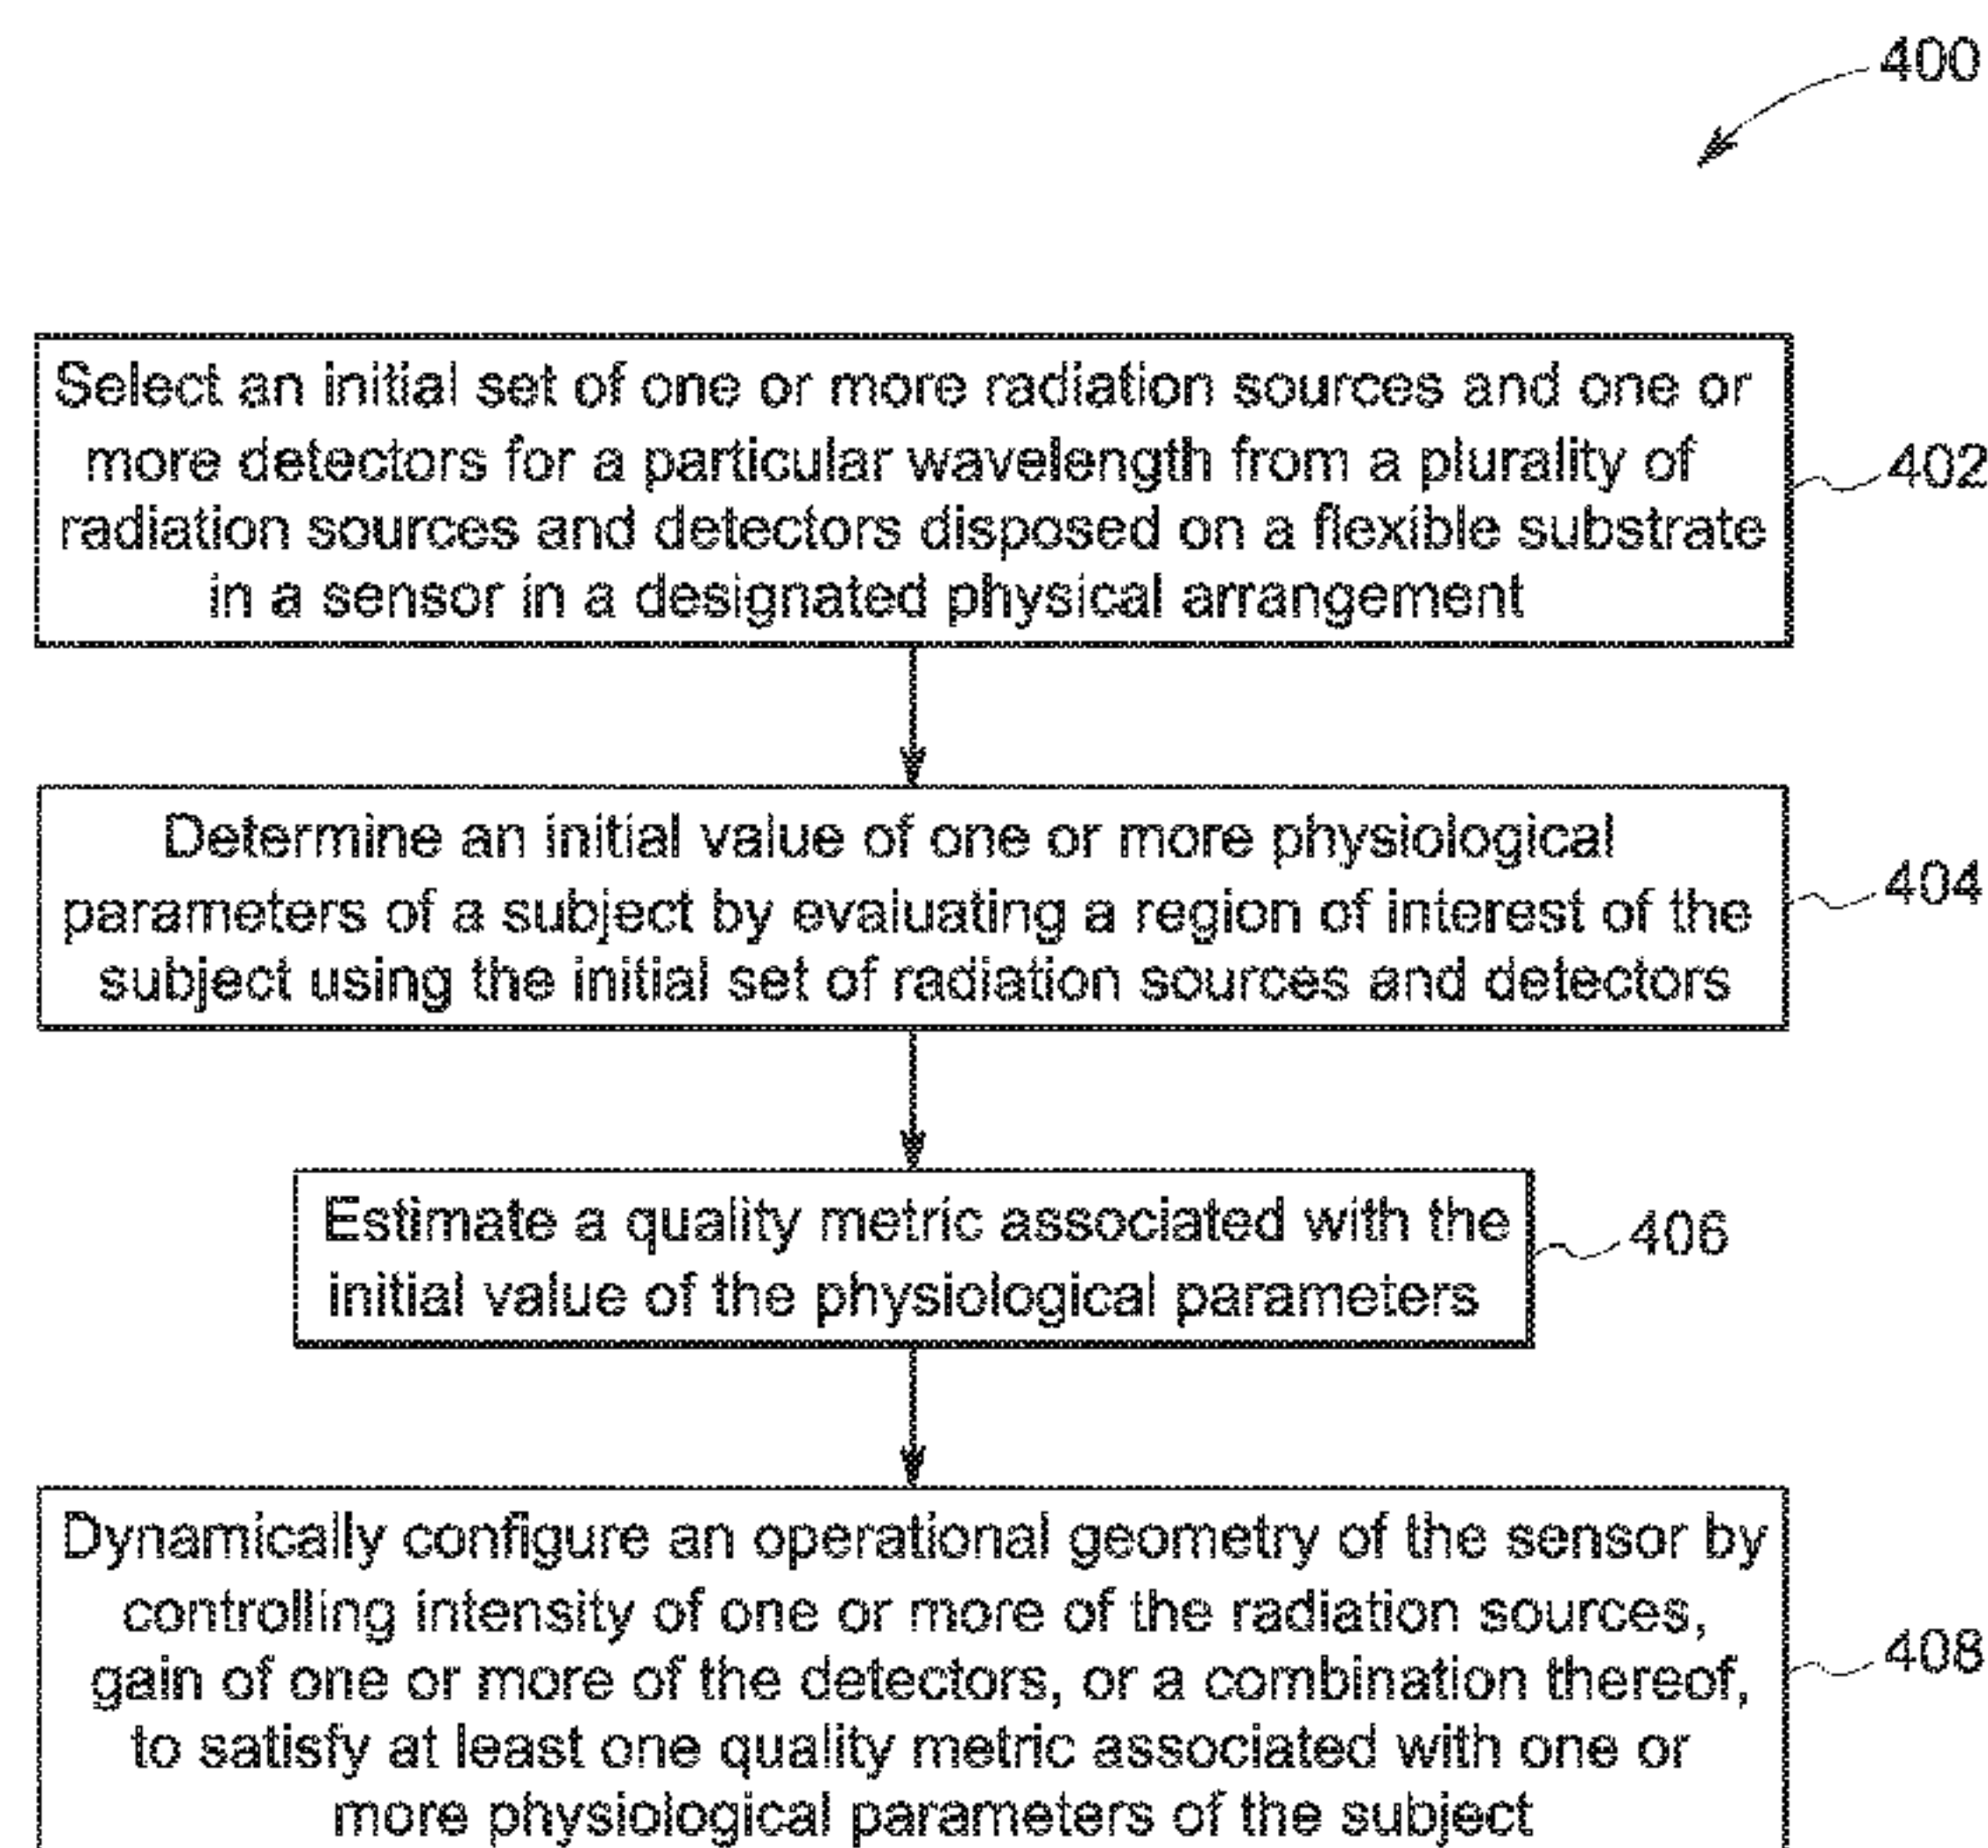 400
Select an initial set of one or more radiation sources and one or
more detectors for a particular wavelength from a plurality of
radiation sources and detectors disposed on a flexible substrate
in a sensor in a designated physical arrangement
402
Determine an initial value of one or more physiological
parameters of a subject by evaluating a region of interest of the
subject using the initial set of radiation sources and detectors
404
Estimate a quality metric associated with the
initial value of the physiological parameters
406
Dynamically configure an operational geometry of the sensor by
controlling intensity of one or more of the radiation sources,
gain of one or more of the detectors, or a combination thereof,
to satisfy at least one quality metric associated with one or
more physiological parameters of the subject
408